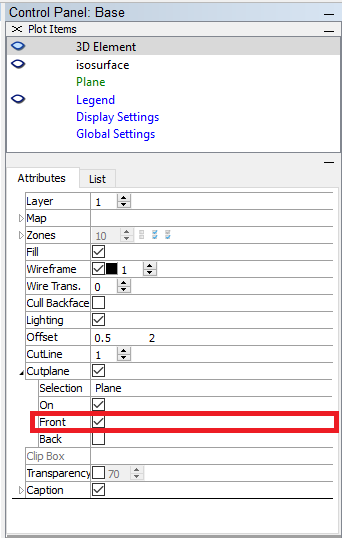 Control Panel: Base
Plot Items
3D Element
isosurface
Plane
Legend
Display Settings
Global Settings
Attributes List
Layer 1
Map
Zones 10
Fill
Wireframe 1
Wire Trans. 0
Cull Backface
Lighting
Offset 0.5 2
CutLine 1
Cutplane
Selection Plane
On
Front
Back
Clip Box
Transparency 70
Caption